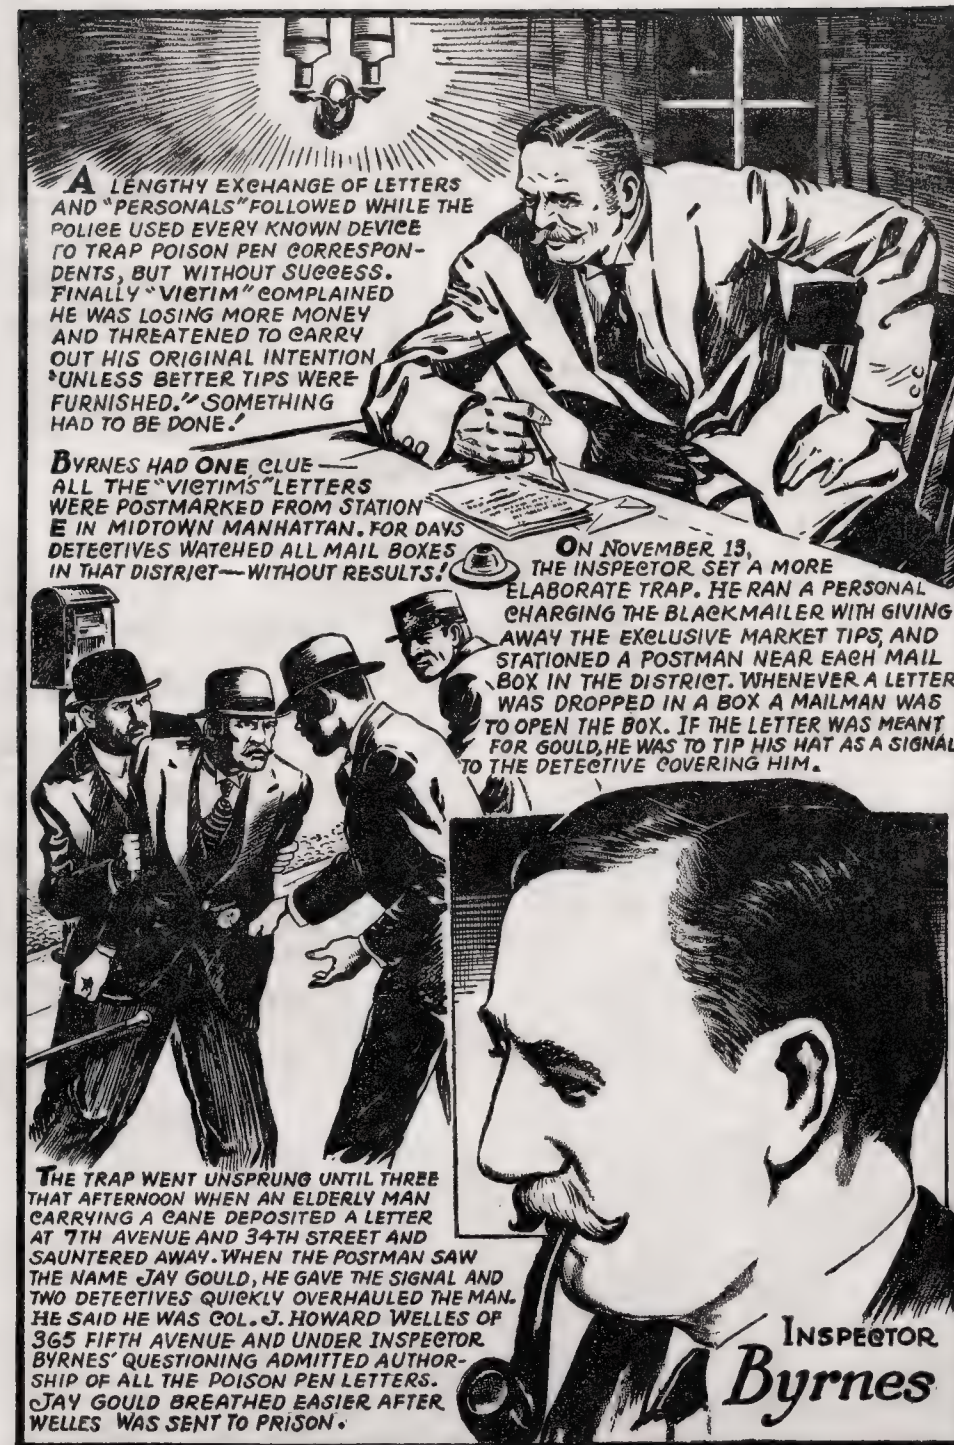 A LENGTHY EXCHANGE OF LETTERS
AND "PERSONALS" FOLLOWED WHILE THE
POLICE USED EVERY KNOWN DEVICE
TO TRAP POISON PEN CORRESPON-
DENTS, BUT WITHOUT SUCCESS.
FINALLY "VICTIM" COMPLAINED
HE WAS LOSING MORE MONEY
AND THREATENED TO CARRY
OUT HIS ORIGINAL INTENTION
"UNLESS BETTER TIPS WERE
FURNISHED." SOMETHING
HAD TO BE DONE!
BYRNES HAD ONE CLUE —
ALL THE "VICTIM'S" LETTERS
WERE POSTMARKED FROM STATION
E IN MIDTOWN MANHATTAN. FOR DAYS
DETECTIVES WATCHED ALL MAIL BOXES
IN THAT DISTRICT — WITHOUT RESULTS!
ON NOVEMBER 13,
THE INSPECTOR SET A MORE
ELABORATE TRAP. HE RAN A PERSONAL
CHARGING THE BLACKMAILER WITH GIVING
AWAY THE EXCLUSIVE MARKET TIPS, AND
STATIONED A POSTMAN NEAR EACH MAIL
BOX IN THE DISTRICT. WHENEVER A LETTER
WAS DROPPED IN A BOX A MAILMAN WAS
TO OPEN THE BOX. IF THE LETTER WAS MEANT
FOR GOULD, HE WAS TO TIP HIS HAT AS A SIGNAL
TO THE DETECTIVE COVERING HIM.
THE TRAP WENT UNSPRUNG UNTIL THREE
THAT AFTERNOON WHEN AN ELDERLY MAN
CARRYING A CANE DEPOSITED A LETTER
AT 7TH AVENUE AND 34TH STREET AND
SAUNTERED AWAY. WHEN THE POSTMAN SAW
THE NAME JAY GOULD, HE GAVE THE SIGNAL AND
TWO DETECTIVES QUICKLY OVERHAULED THE MAN.
HE SAID HE WAS COL. J. HOWARD WELLES OF
365 FIFTH AVENUE AND UNDER INSPECTOR
BYRNES' QUESTIONING ADMITTED AUTHOR-
SHIP OF ALL THE POISON PEN LETTERS.
JAY GOULD BREATHED EASIER AFTER
WELLES WAS SENT TO PRISON.
INSPECTOR
Byrnes